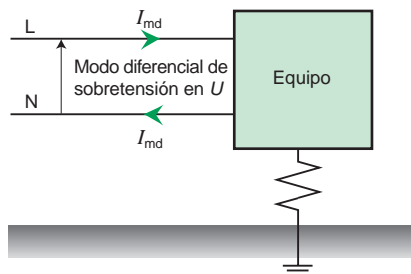 L
I_md
Modo diferencial de
sobretensión en U
Equipo
N
I_md